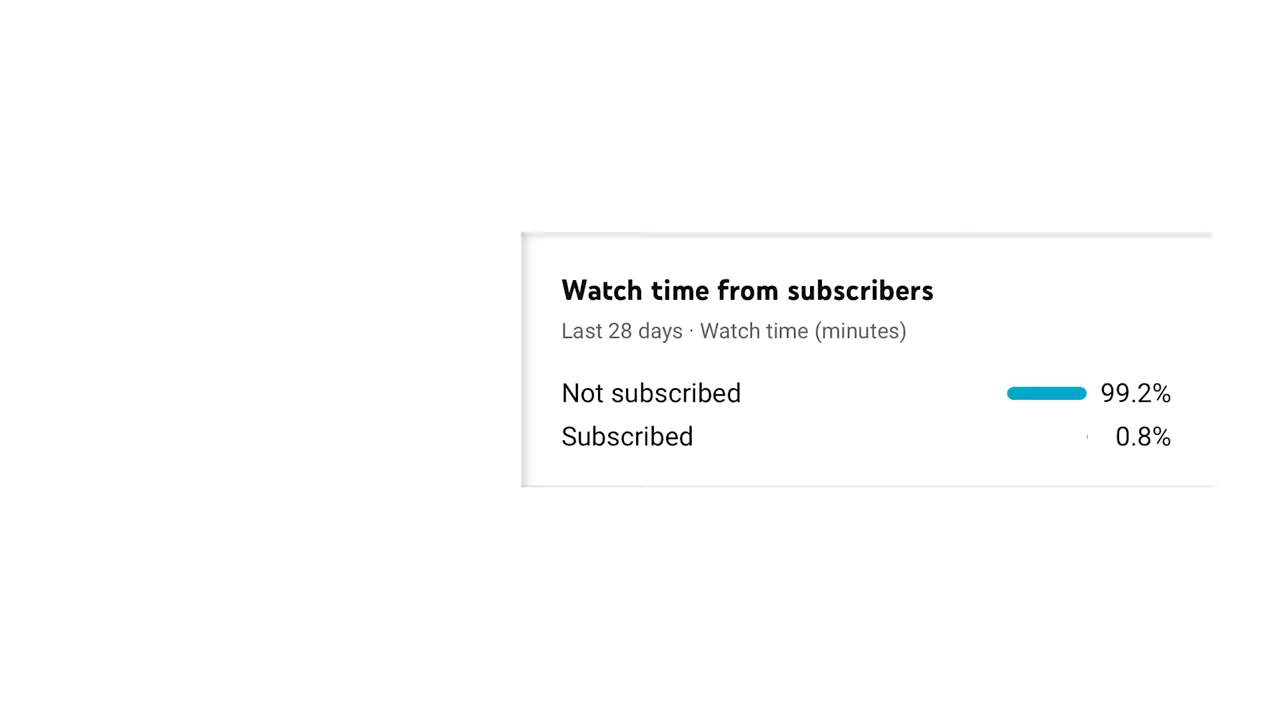 Watch time from subscribers
Last 28 days · Watch time (minutes)
Not subscribed 99.2%
Subscribed 0.8%